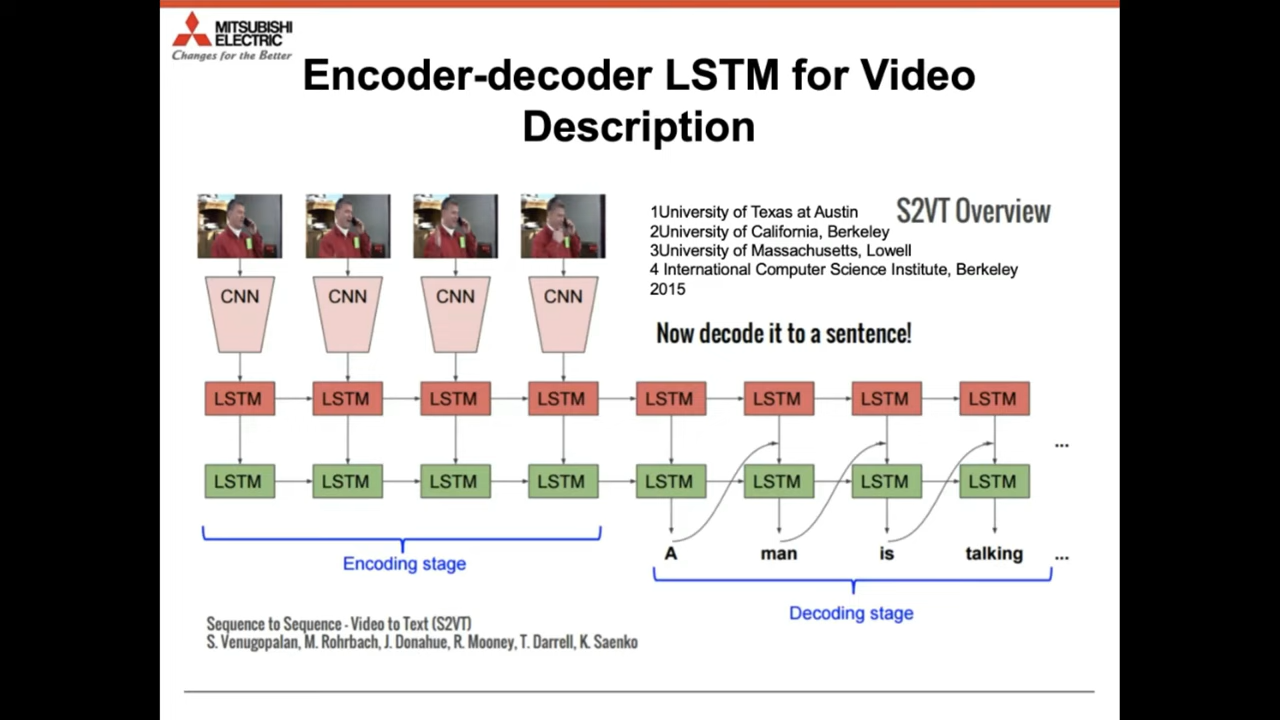 MITSUBISHI
ELECTRIC
Changes for the Better
Encoder-decoder LSTM for Video
Description
1University of Texas at Austin
2University of California, Berkeley
3University of Massachusetts, Lowell
4 International Computer Science Institute, Berkeley
2015
S2VT Overview
Now decode it to a sentence!
CNN CNN CNN CNN
LSTM LSTM LSTM LSTM LSTM LSTM LSTM LSTM
...
LSTM LSTM LSTM LSTM LSTM LSTM LSTM LSTM
A man is talking ...
Encoding stage
Decoding stage
Sequence to Sequence - Video to Text (S2VT)
S. Venugopalan, M. Rohrbach, J. Donahue, R. Mooney, T. Darrell, K. Saenko